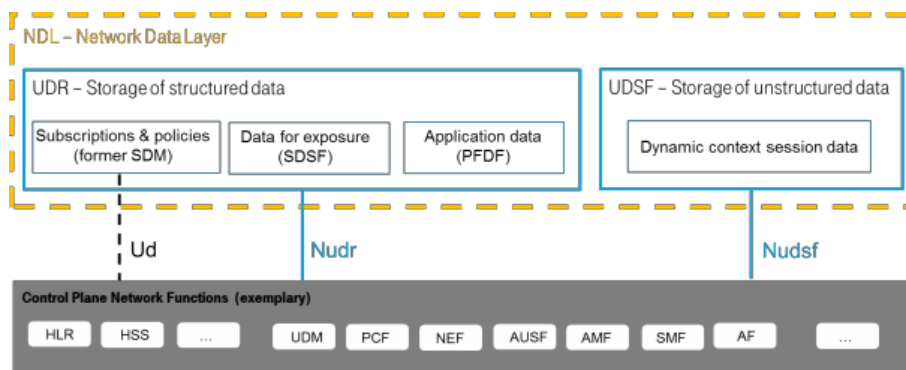 NDL – Network Data Layer
UDR – Storage of structured data
UDSF – Storage of unstructured data
Subscriptions & policies
(former SDM)
Data for exposure
(SDSF)
Application data
(PFDF)
Dynamic context session data
Ud
Nudr
Nudsf
Control Plane Network Functions (exemplary)
HLR
HSS
...
UDM
PCF
NEF
AUSF
AMF
SMF
AF
...